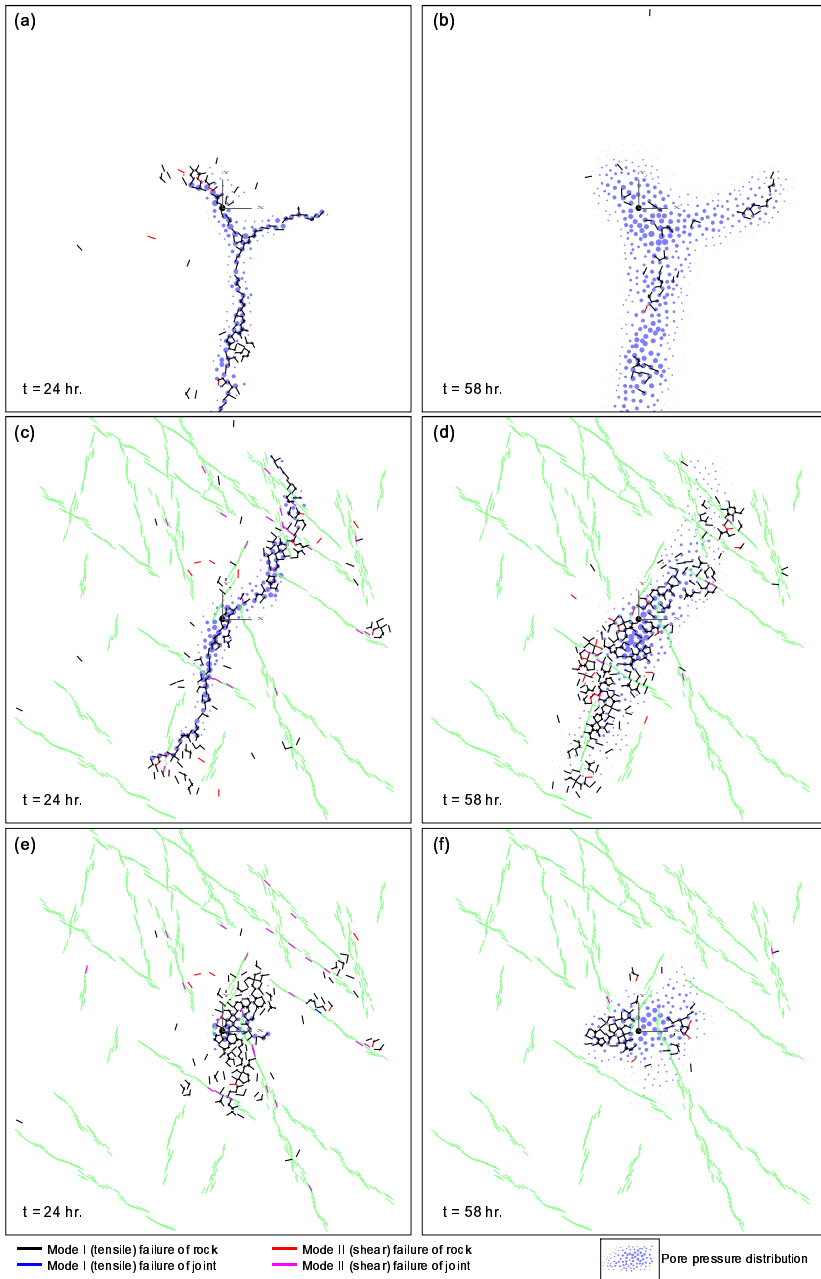 (a)
(b)
t = 24 hr.
t = 58 hr.
(c)
(d)
t = 24 hr.
t = 58 hr.
(e)
(f)
t = 24 hr.
t = 58 hr.
Mode I (tensile) failure of rock
Mode II (shear) failure of rock
Mode I (tensile) failure of joint
Mode II (shear) failure of joint
Pore pressure distribution